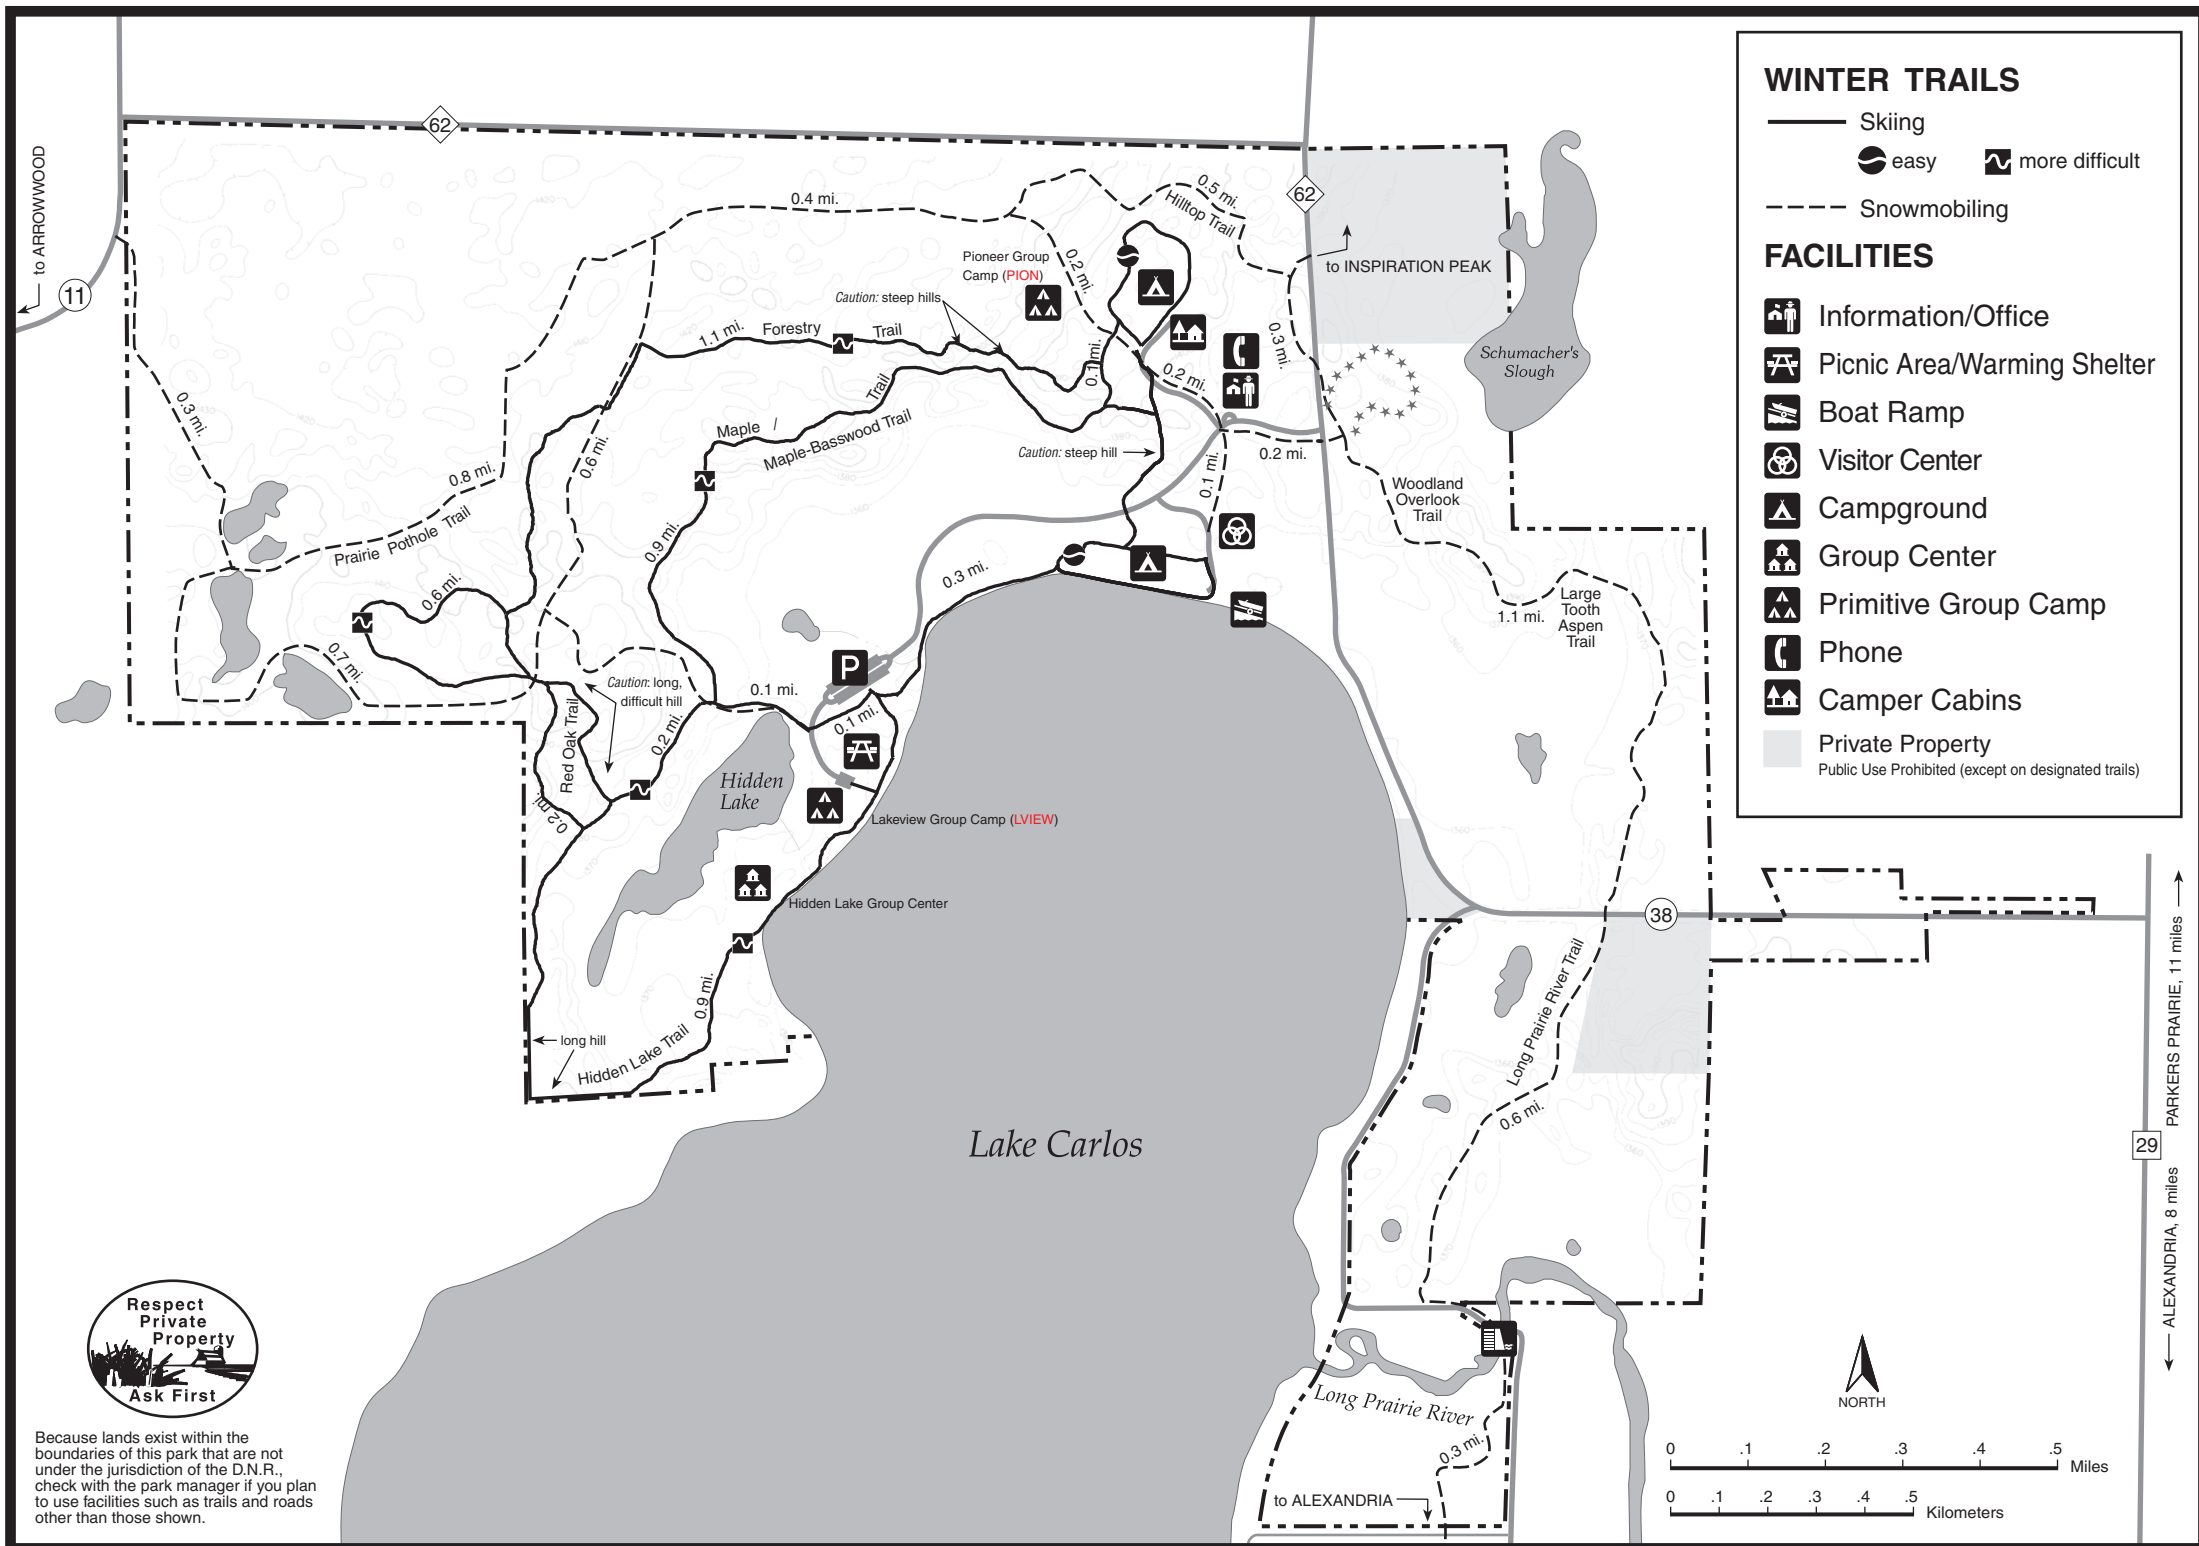 WINTER TRAILS
Skiing
easy
more difficult
Snowmobiling
FACILITIES
Information/Office
Picnic Area/Warming Shelter
Boat Ramp
Visitor Center
Campground
Group Center
Primitive Group Camp
Phone
Camper Cabins
Private Property
Public Use Prohibited (except on designated trails)
62
to ARROWWOOD
11
0.4 mi.
0.5 mi.
Hilltop Trail
62
to INSPIRATION PEAK
Pioneer Group
Camp (PION)
0.2 mi.
Caution: steep hills
1.1 mi.
Forestry
Trail
0.1mi.
0.2 mi.
0.3 mi.
Schumacher's
Slough
0.3 mi.
Maple /
Trail
Maple-Basswood Trail
0.6 mi.
Caution: steep hill
0.2 mi.
0.1 mi.
0.8 mi.
Prairie Pothole Trail
0.9 mi.
Woodland
Overlook
Trail
0.6 mi.
0.3 mi.
Large
Tooth
Aspen
Trail
1.1 mi.
0.7 mi.
Caution: long,
difficult hill
P
0.1 mi.
0.1 mi.
Red Oak Trail
0.2 mi.
0.2 mi.
Hidden
Lake
Lakeview Group Camp (LVIEW)
Hidden Lake Group Center
38
0.9 mi.
long hill
Hidden Lake Trail
Long Prairie River Trail
0.6 mi.
Lake Carlos
PARKERS PRAIRIE, 11 miles
29
ALEXANDRIA, 8 miles
Long Prairie River
0.3 mi.
to ALEXANDRIA
NORTH
0 .1 .2 .3 .4 .5
Miles
0 .1 .2 .3 .4 .5
Kilometers
Respect
Private
Property
Ask First
Because lands exist within the
boundaries of this park that are not
under the jurisdiction of the D.N.R.,
check with the park manager if you plan
to use facilities such as trails and roads
other than those shown.